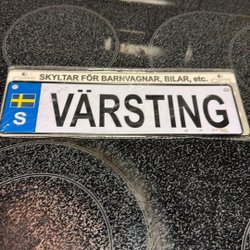 SKYLTAR FÖR BARNVAGNAR, BILAR, etc.
S VÄRSTING